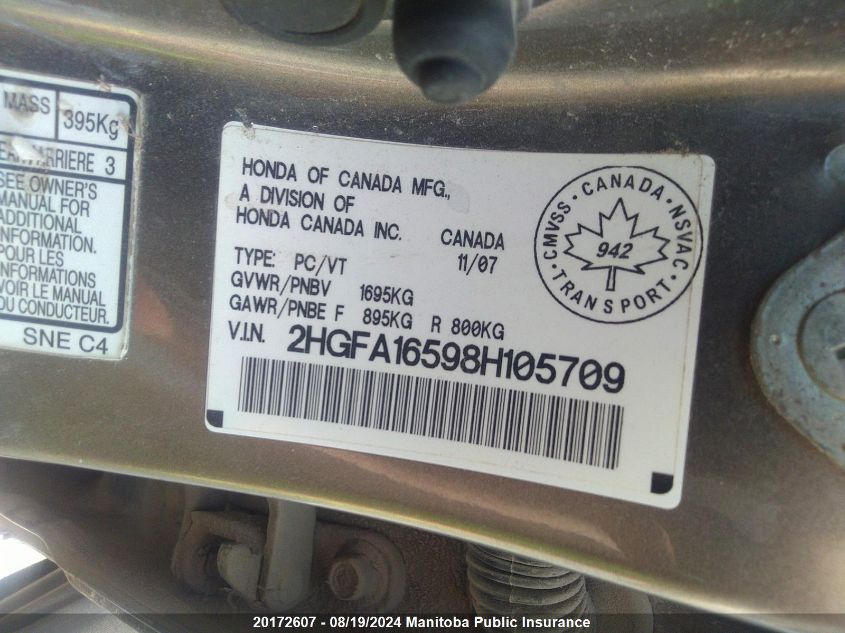 MASS
395Kg
ARRIERE 3
SEE OWNER'S
MANUAL FOR
ADDITIONAL
INFORMATION.
POUR LES
INFORMATIONS
VOIR LE MANUEL
DU CONDUCTEUR.
SNE C4
HONDA OF CANADA MFG.,
A DIVISION OF
HONDA CANADA INC. CANADA
TYPE: PC/VT 11/07
GVWR/PNBV 1695KG
GAWR/PNBE F 895KG R 800KG
V.I.N. 2HGFA16598H105709
CMVSS · CANADA · NSVAC
942
· TRANSPORT ·
20172607 - 08/19/2024 Manitoba Public Insurance